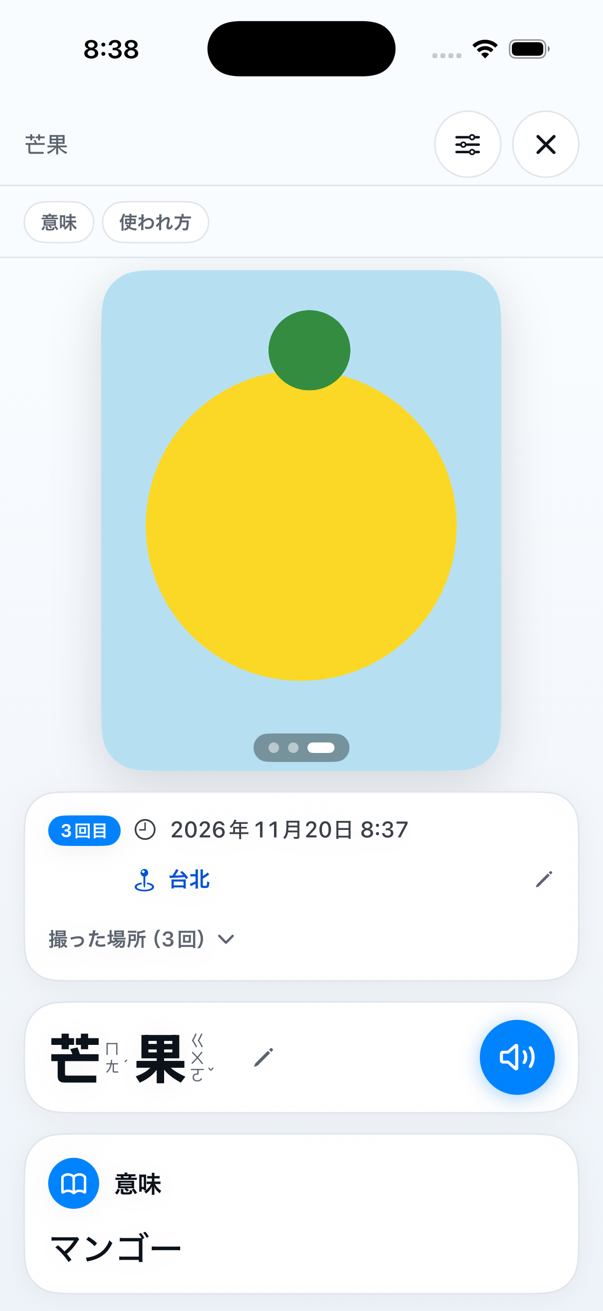 8:38
芒果
意味
使われ方
3回目
2026年11月20日 8:37
台北
撮った場所 (3回)
芒ㄇㄤˊ果ㄍㄨㄛˇ
意味
マンゴー